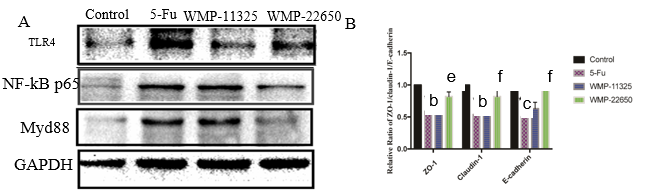 A
Control 5-Fu WMP-11325 WMP-22650
TLR4
NF-kB p65
Myd88
GAPDH
B
Relative Ratio of ZO-1/claudin-1/E-cadherin
1.5
1.0
0.5
0.0
b e
b f
c f
ZO-1
Claudin-1
E-cadherin
Control
5-Fu
WMP-11325
WMP-22650